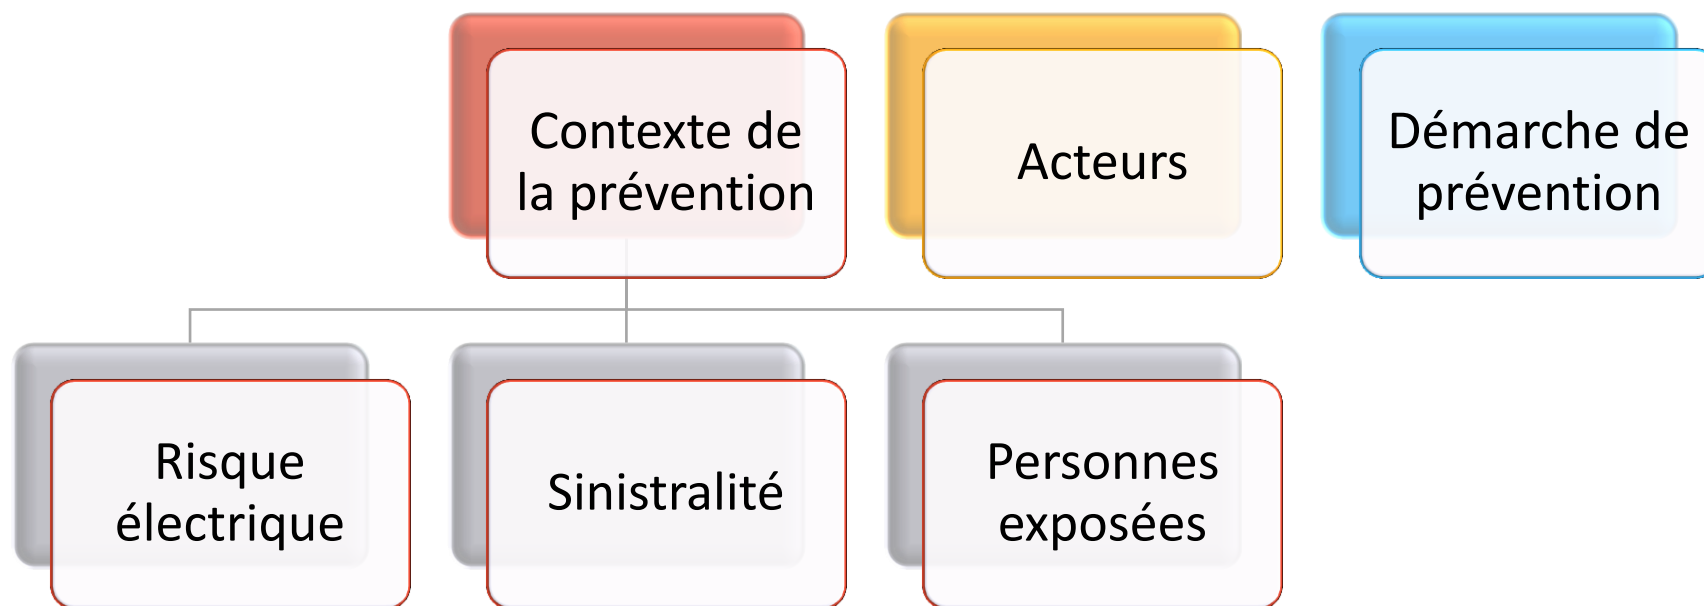 Contexte de
la prévention
Acteurs
Démarche de
prévention
Risque
électrique
Sinistralité
Personnes
exposées